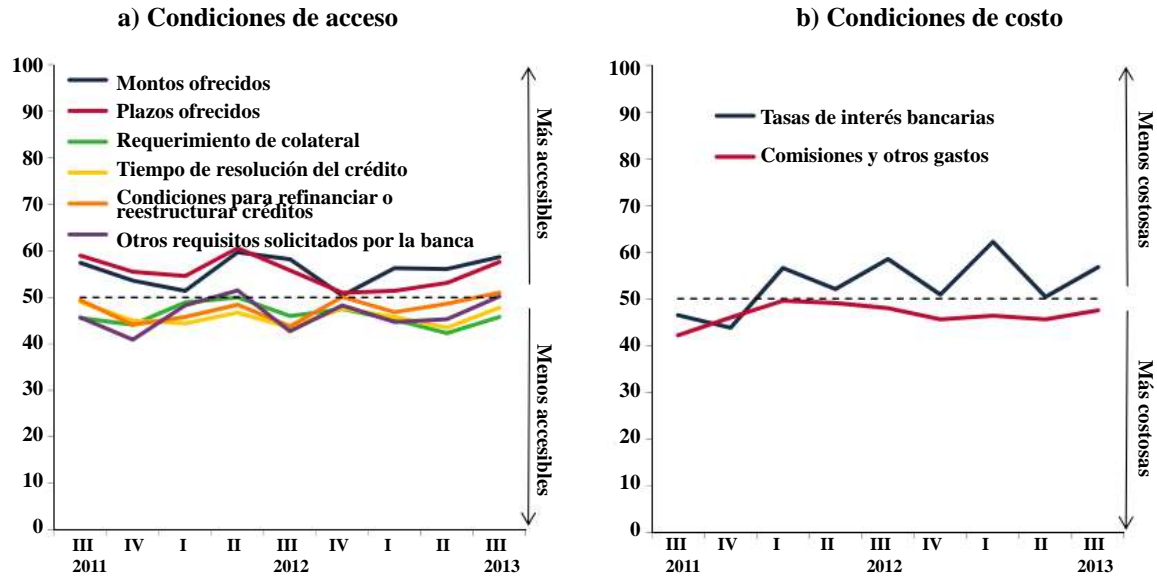 a) Condiciones de acceso
100
90
80
70
60
50
40
30
20
10
0
Montos ofrecidos
Plazos ofrecidos
Requerimiento de colateral
Tiempo de resolución del crédito
Condiciones para refinanciar o
reestructurar créditos
Otros requisitos solicitados por la banca
Más accesibles
Menos accesibles
III IV I II III IV I II III
2011 2012 2013
b) Condiciones de costo
100
90
80
70
60
50
40
30
20
10
0
Tasas de interés bancarias
Comisiones y otros gastos
Menos costosas
Más costosas
III IV I II III IV I II III
2011 2012 2013